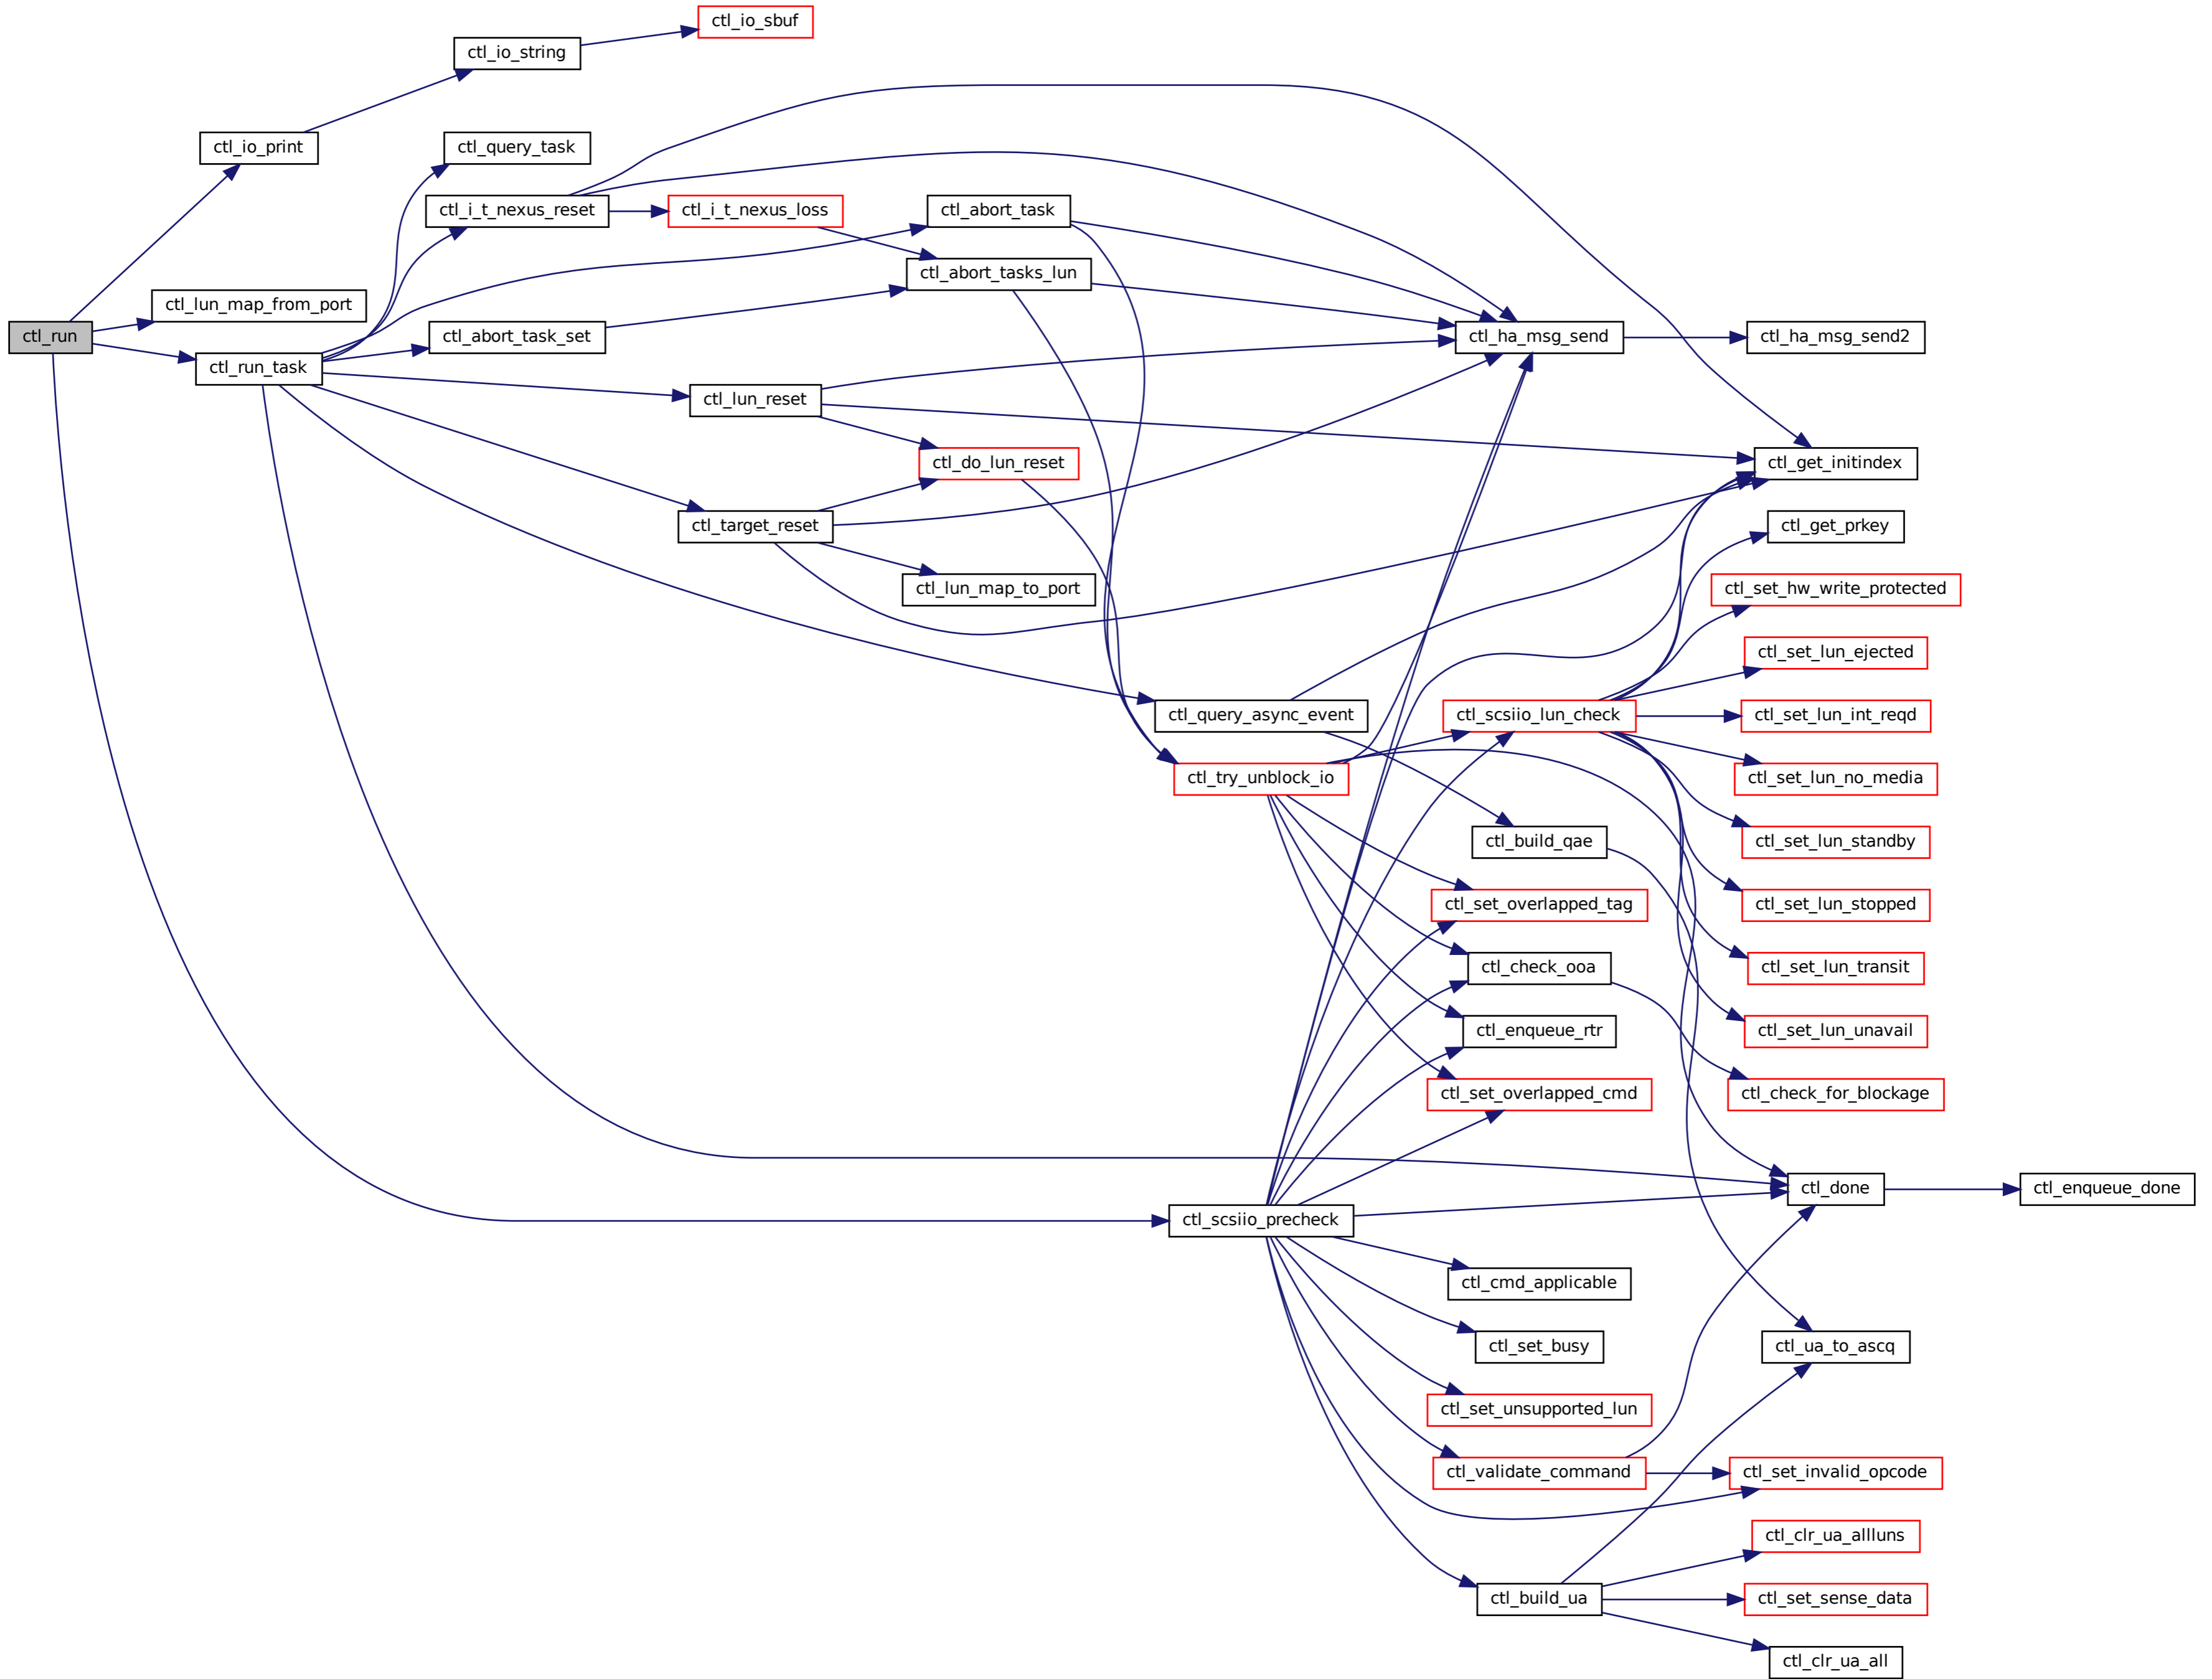 ctl_io_sbuf
ctl_io_string
ctl_io_print
ctl_query_task
ctl_i_t_nexus_reset
ctl_i_t_nexus_loss
ctl_abort_task
ctl_abort_tasks_lun
ctl_lun_map_from_port
ctl_run
ctl_run_task
ctl_abort_task_set
ctl_ha_msg_send
ctl_ha_msg_send2
ctl_lun_reset
ctl_do_lun_reset
ctl_get_initindex
ctl_target_reset
ctl_get_prkey
ctl_lun_map_to_port
ctl_set_hw_write_protected
ctl_set_lun_ejected
ctl_query_async_event
ctl_scsiio_lun_check
ctl_set_lun_int_reqd
ctl_try_unblock_io
ctl_set_lun_no_media
ctl_build_qae
ctl_set_lun_standby
ctl_set_overlapped_tag
ctl_set_lun_stopped
ctl_check_ooa
ctl_set_lun_transit
ctl_enqueue_rtr
ctl_set_lun_unavail
ctl_set_overlapped_cmd
ctl_check_for_blockage
ctl_done
ctl_enqueue_done
ctl_scsiio_precheck
ctl_cmd_applicable
ctl_set_busy
ctl_ua_to_ascq
ctl_set_unsupported_lun
ctl_validate_command
ctl_set_invalid_opcode
ctl_clr_ua_allluns
ctl_build_ua
ctl_set_sense_data
ctl_clr_ua_all